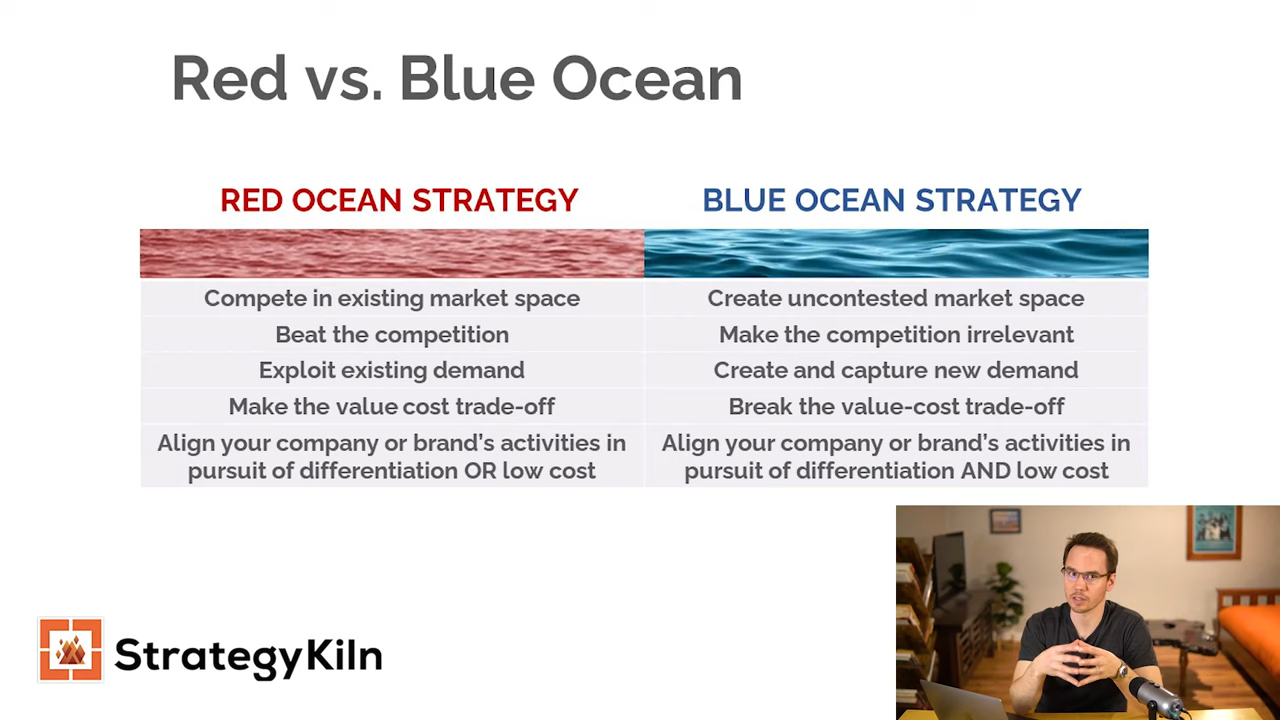 Red vs. Blue Ocean
RED OCEAN STRATEGY
BLUE OCEAN STRATEGY
Compete in existing market space
Create uncontested market space
Beat the competition
Make the competition irrelevant
Exploit existing demand
Create and capture new demand
Make the value cost trade-off
Break the value-cost trade-off
Align your company or brand's activities in
pursuit of differentiation OR low cost
Align your company or brand's activities in
pursuit of differentiation AND low cost
StrategyKiln